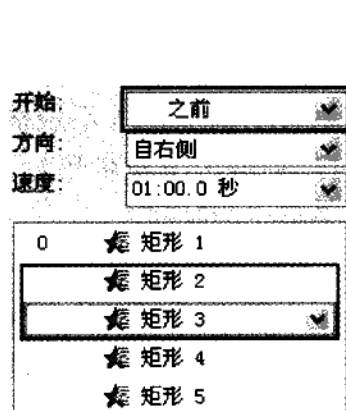 开始: 之前
方向: 自右侧
速度: 01:00.0 秒
0 矩形 1
矩形 2
矩形 3
矩形 4
矩形 5